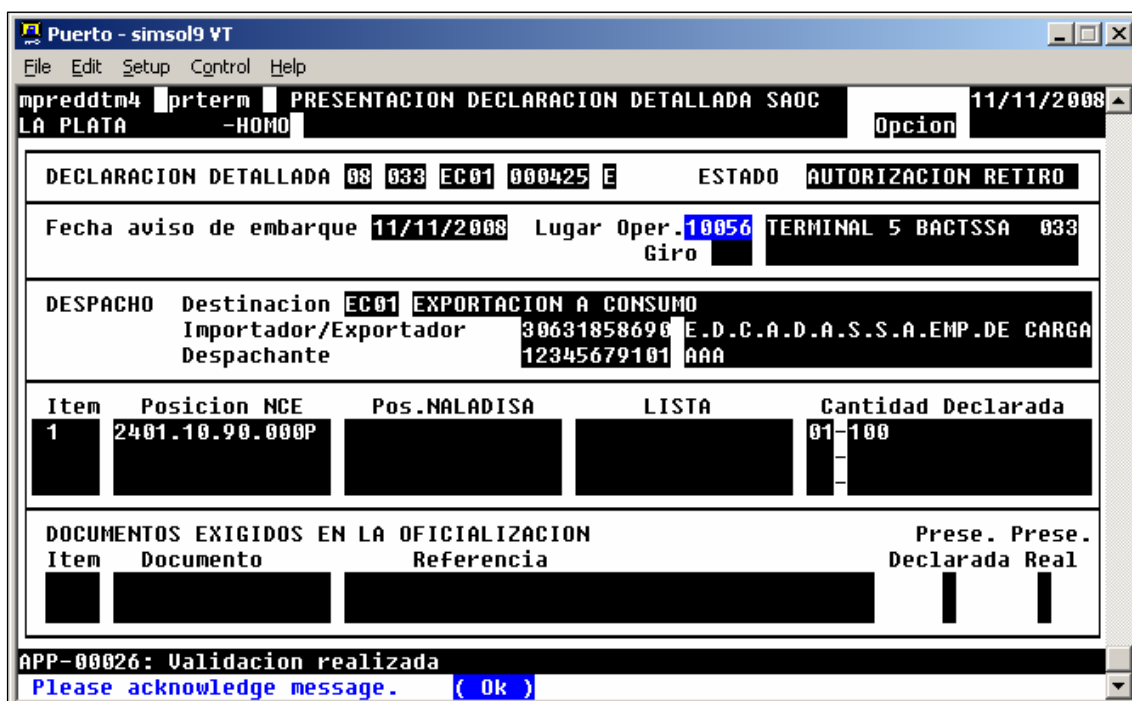 Puerto - simsol9 VT
File Edit Setup Control Help
mpreddtm4 prterm PRESENTACION DECLARACION DETALLADA SAOC 11/11/2008
LA PLATA -HOMO Opcion
DECLARACION DETALLADA 08 033 EC01 000425 E ESTADO AUTORIZACION RETIRO
Fecha aviso de embarque 11/11/2008 Lugar Oper. 10056 TERMINAL 5 BACTSSA 033
Giro
DESPACHO Destinacion EC01 EXPORTACION A CONSUMO
Importador/Exportador 30631858690 E.D.C.A.D.A.S.S.A.EMP.DE CARGA
Despachante 12345679101 AAA
Item Posicion NCE Pos.NALADISA LISTA Cantidad Declarada
1 2401.10.90.000P 01-100
-
-
DOCUMENTOS EXIGIDOS EN LA OFICIALIZACION Prese. Prese.
Item Documento Referencia Declarada Real
APP-00026: Validacion realizada
Please acknowledge message. ( Ok )